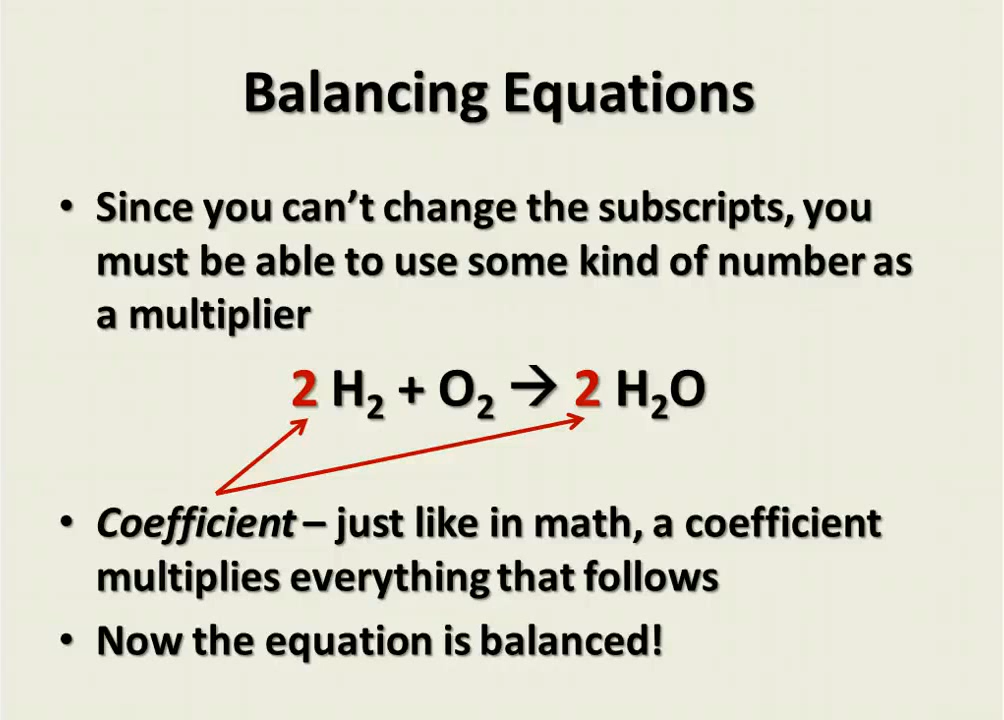 Balancing Equations
• Since you can't change the subscripts, you
must be able to use some kind of number as
a multiplier
2 H₂ + O₂ → 2 H₂O
• Coefficient – just like in math, a coefficient
multiplies everything that follows
• Now the equation is balanced!